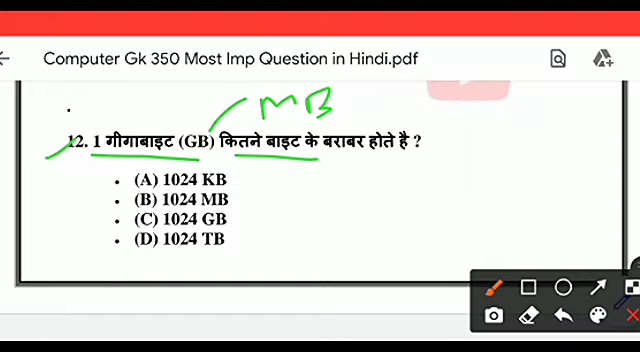 Computer Gk 350 Most Imp Question in Hindi.pdf
MB
12. 1 गीगाबाइट (GB) कितने बाइट के बराबर होते है ?
(A) 1024 KB
(B) 1024 MB
(C) 1024 GB
(D) 1024 TB